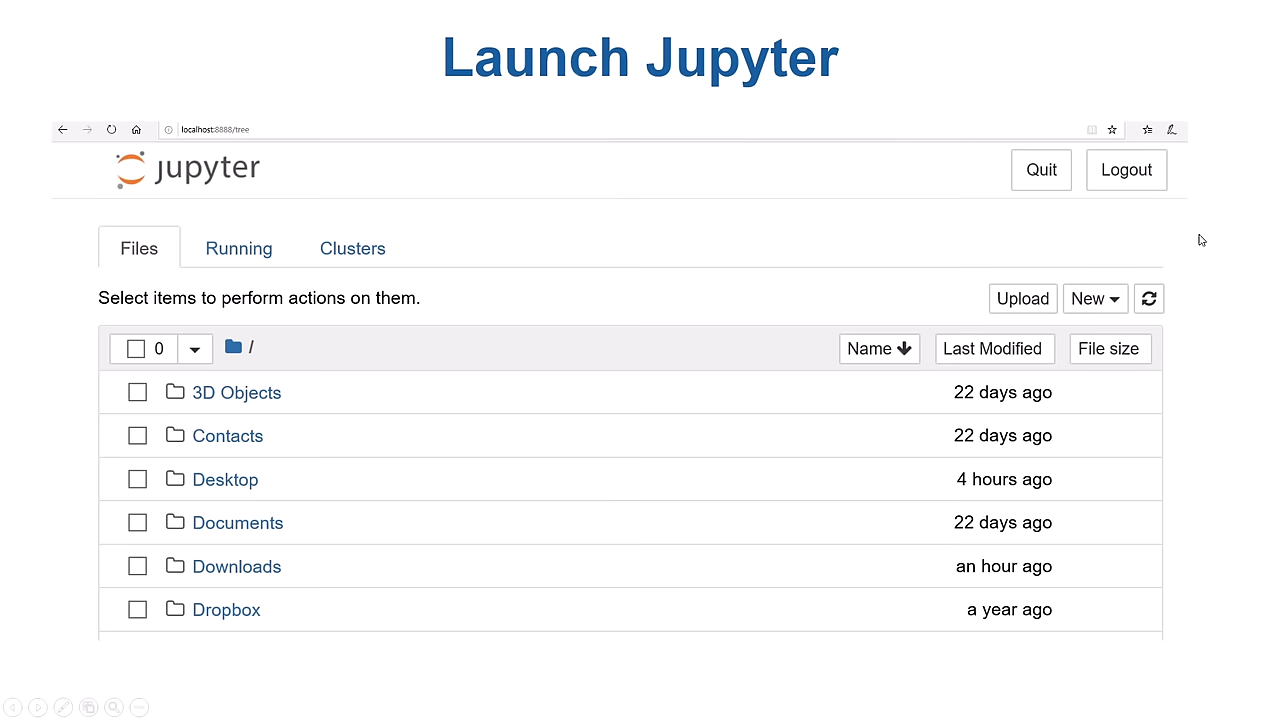 Launch Jupyter
localhost:8888/tree
jupyter
Quit Logout
Files Running Clusters
Select items to perform actions on them.
Upload New
0 / Name Last Modified File size
3D Objects 22 days ago
Contacts 22 days ago
Desktop 4 hours ago
Documents 22 days ago
Downloads an hour ago
Dropbox a year ago